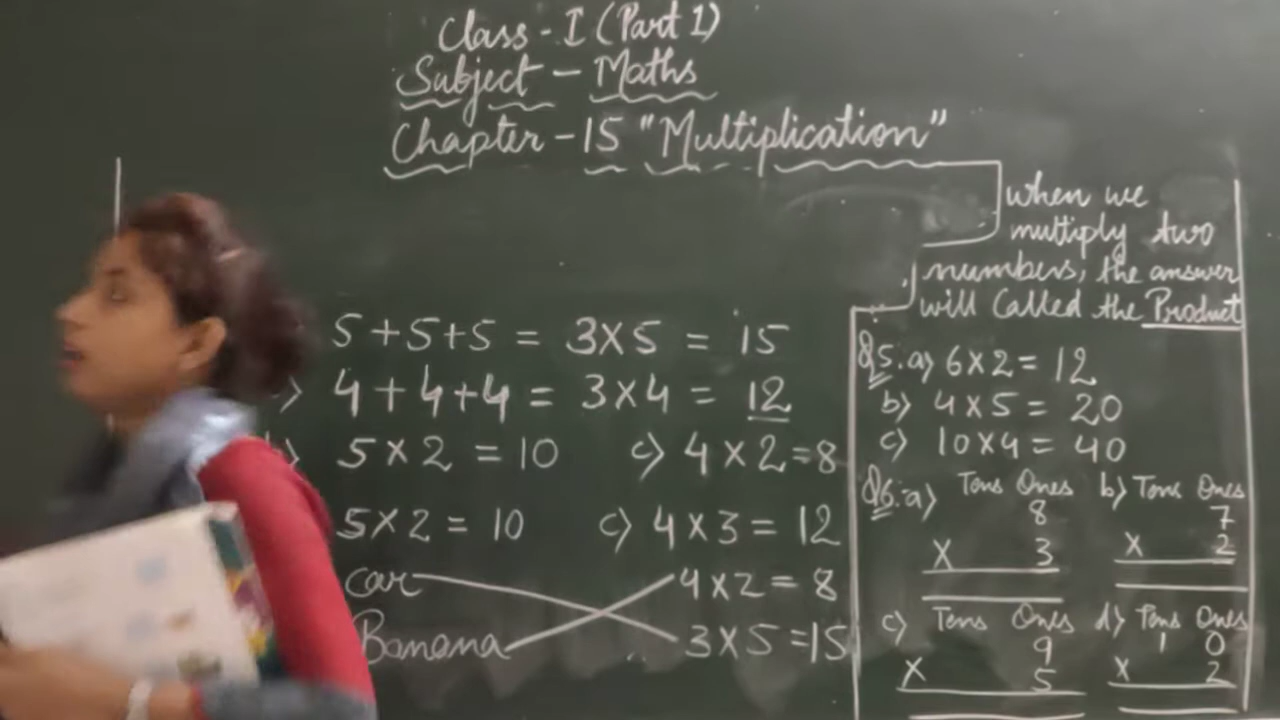 Class - I (Part 1)
Subject - Maths
Chapter - 15 "Multiplication"
when we
multiply two
numbers, the answer
will called the Product
5 + 5 + 5 = 3 X 5 = 15
) 4 + 4 + 4 = 3 X 4 = 12
) 5 X 2 = 10 c) 4 X 2 = 8
5 X 2 = 10 c) 4 X 3 = 12
car 4 X 2 = 8
Banana 3 X 5 = 15
Q5. a) 6 X 2 = 12
b) 4 X 5 = 20
c) 10 X 4 = 40
Q6. a) Tens Ones b) Tens Ones
8 7
X 3 X 2
c) Tens Ones d) Tens Ones
9 1 0
X 5 X 2